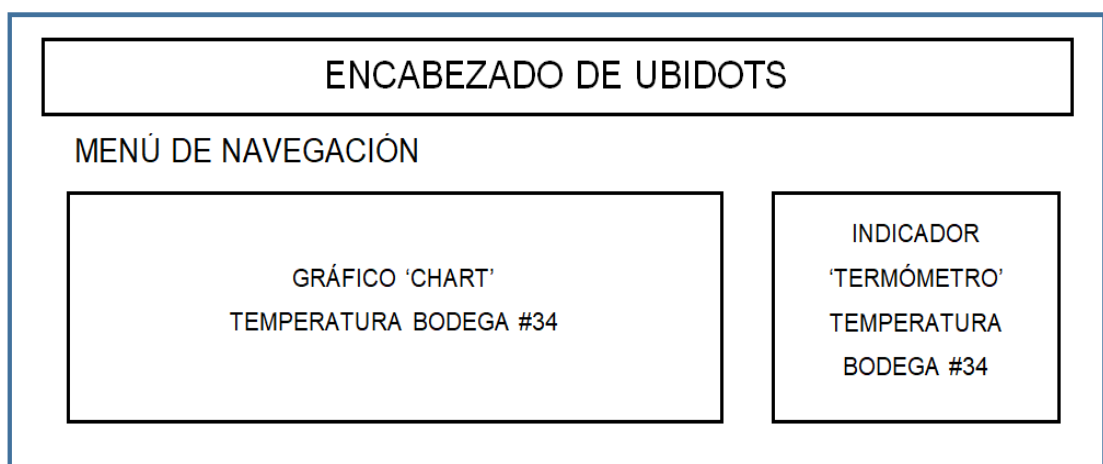 ENCABEZADO DE UBIDOTS
MENÚ DE NAVEGACIÓN
GRÁFICO ‘CHART’
TEMPERATURA BODEGA #34
INDICADOR
‘TERMÓMETRO’
TEMPERATURA
BODEGA #34